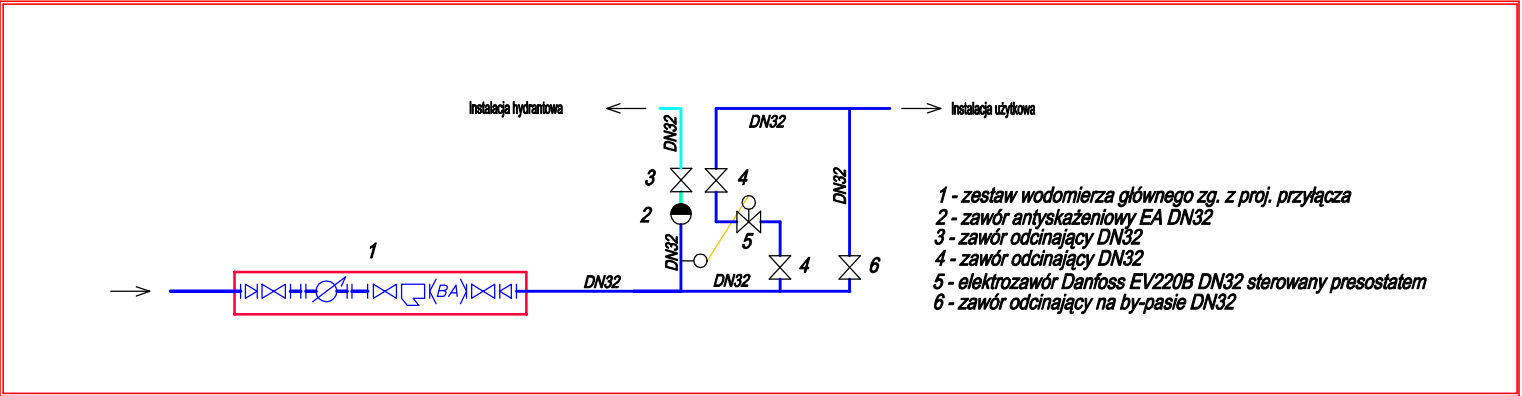 Instalacja hydrantowa
Instalacja użytkowa
DN32
DN32
DN32
3
4
2
5
DN32
1
4
6
DN32
DN32
(BA)
1 - zestaw wodomierza głównego zg. z proj. przyłącza
2 - zawór antyskażeniowy EA DN32
3 - zawór odcinający DN32
4 - zawór odcinający DN32
5 - elektrozawór Danfoss EV220B DN32 sterowany presostatem
6 - zawór odcinający na by-pasie DN32